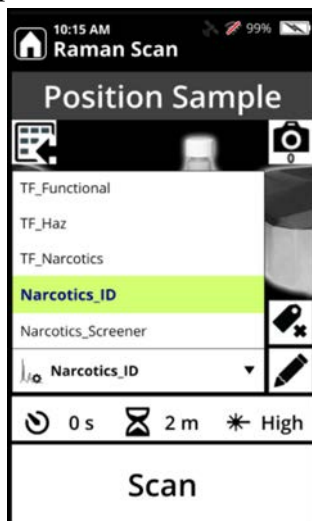 10:15 AM
99%
Raman Scan
Position Sample
0
TF_Functional
TF_Haz
TF_Narcotics
Narcotics_ID
Narcotics_Screener
Narcotics_ID
0 s 2 m High
Scan